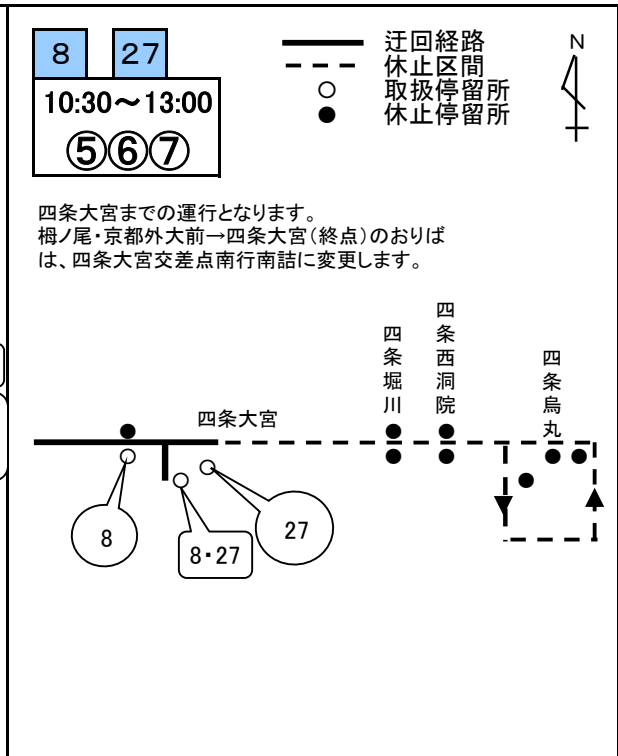 8 27
10:30～13:00
⑤⑥⑦
迂回経路
休止区間
取扱停留所
休止停留所
N
四条大宮までの運行となります。
栂ノ尾・京都外大前→四条大宮(終点)のおりば
は、四条大宮交差点南行南詰に変更します。
四条大宮
四条堀川
四条西洞院
四条烏丸
8
8・27
27